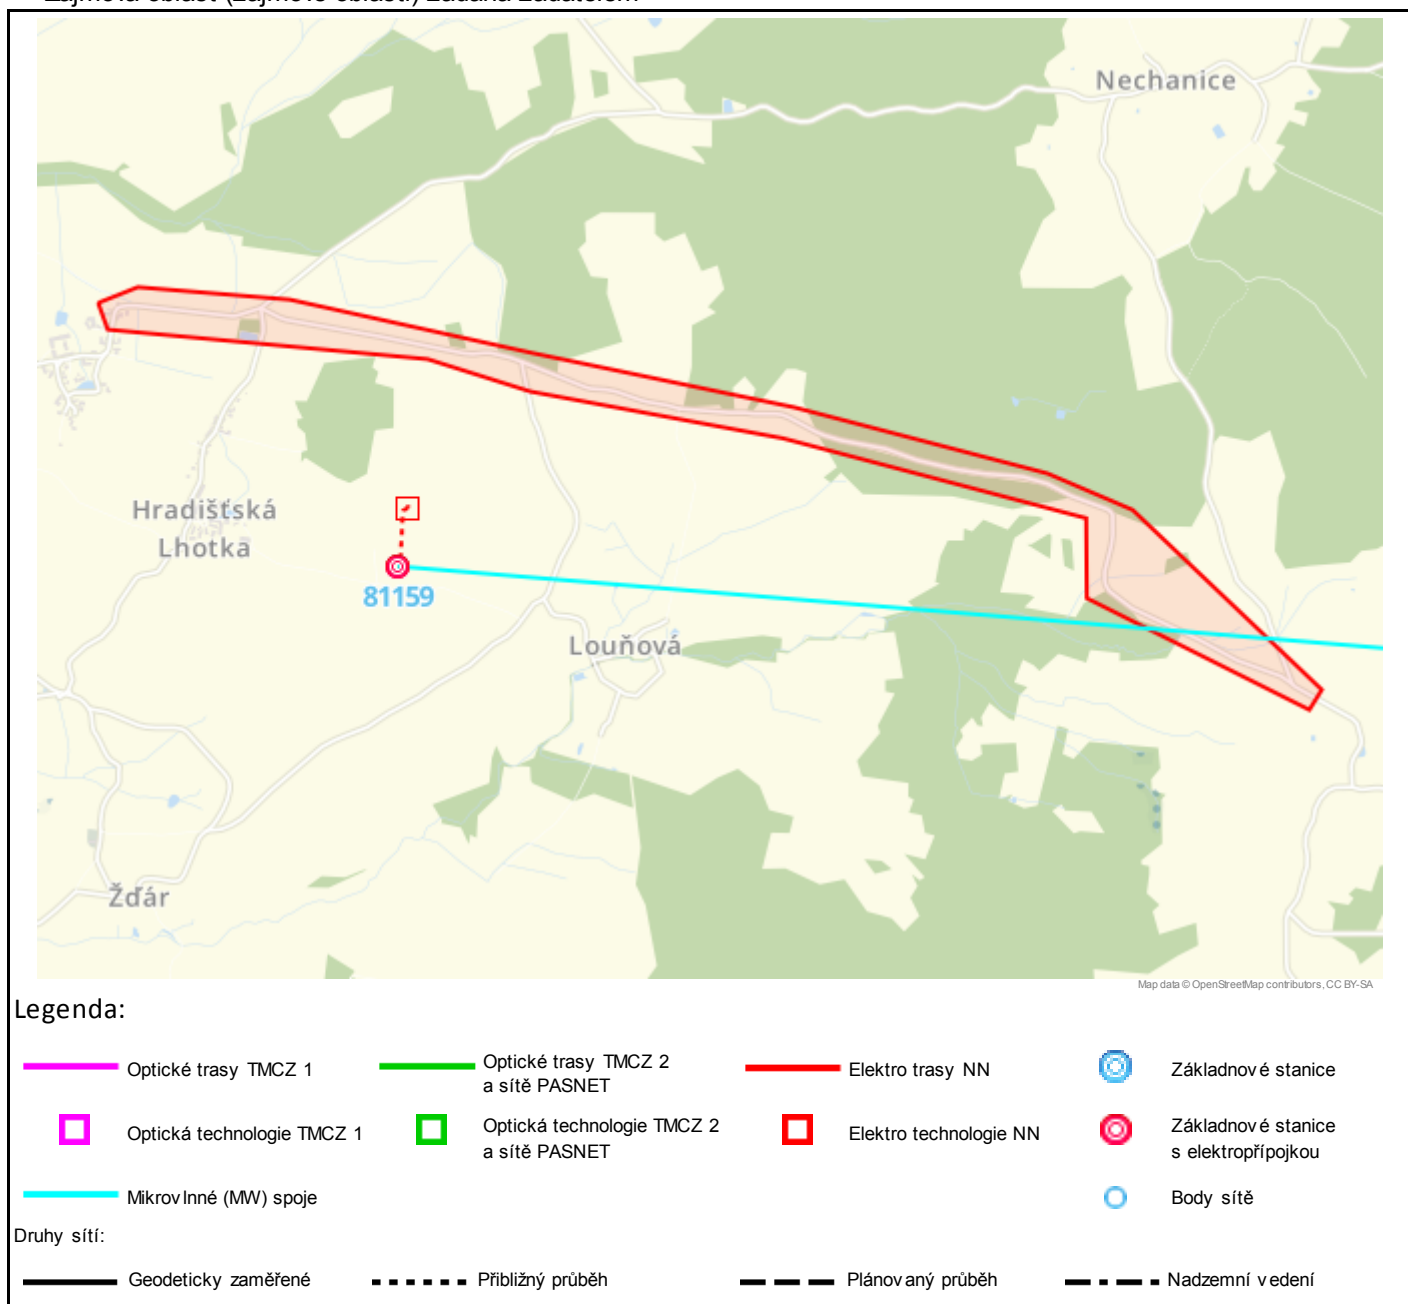 Nechanice
Hradišťská
Lhotka
81159
Louňová
Žďár
Map data © OpenStreetMap contributors, CC BY-SA
Legenda:
Optické trasy TMCZ 1
Optické trasy TMCZ 2
a sítě PASNET
Elektro trasy NN
Základnové stanice
Optická technologie TMCZ 1
Optická technologie TMCZ 2
a sítě PASNET
Elektro technologie NN
Základnové stanice
s elektropřípojkou
Mikrovlnné (MW) spoje
Body sítě
Druhy sítí:
Geodeticky zaměřené
Přibližný průběh
Plánovaný průběh
Nadzemní vedení